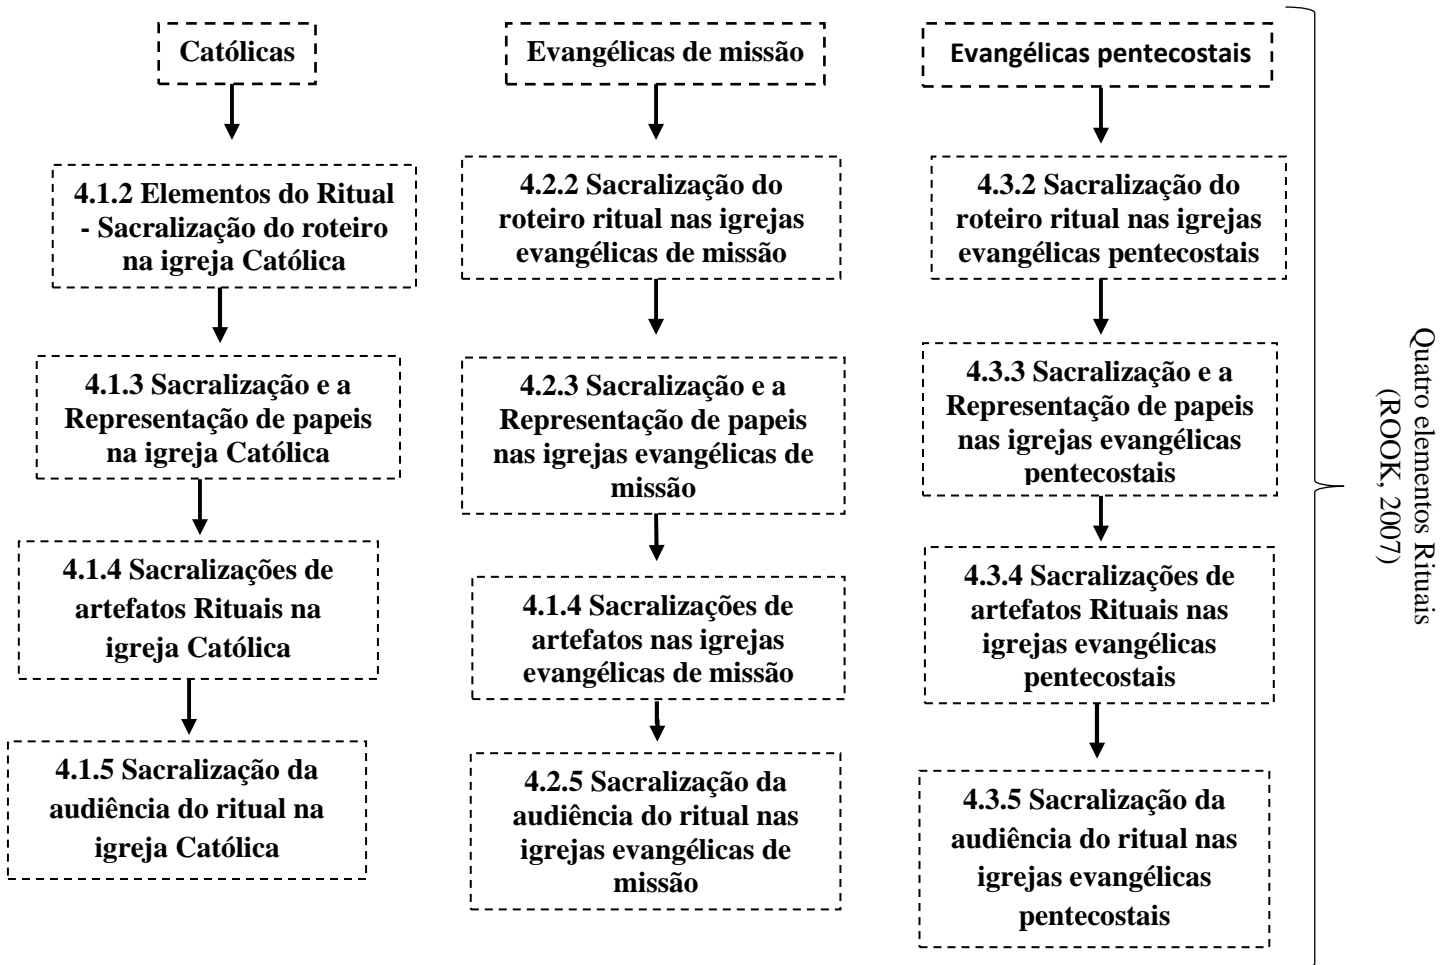 Católicas
4.1.2 Elementos do Ritual
- Sacralização do roteiro
na igreja Católica
4.1.3 Sacralização e a
Representação de papeis
na igreja Católica
4.1.4 Sacralizações de
artefatos Rituais na
igreja Católica
4.1.5 Sacralização da
audiência do ritual na
igreja Católica
Evangélicas de missão
4.2.2 Sacralização do
roteiro ritual nas igrejas
evangélicas de missão
4.2.3 Sacralização e a
Representação de papeis
nas igrejas evangélicas de
missão
4.1.4 Sacralizações de
artefatos nas igrejas
evangélicas de missão
4.2.5 Sacralização da
audiência do ritual nas
igrejas evangélicas de
missão
Evangélicas pentecostais
4.3.2 Sacralização do
roteiro ritual nas igrejas
evangélicas pentecostais
4.3.3 Sacralização e a
Representação de papeis
nas igrejas evangélicas
pentecostais
4.3.4 Sacralizações de
artefatos Rituais nas
igrejas evangélicas
pentecostais
4.3.5 Sacralização da
audiência do ritual nas
igrejas evangélicas
pentecostais
Quatro elementos Rituais
(ROOK, 2007)